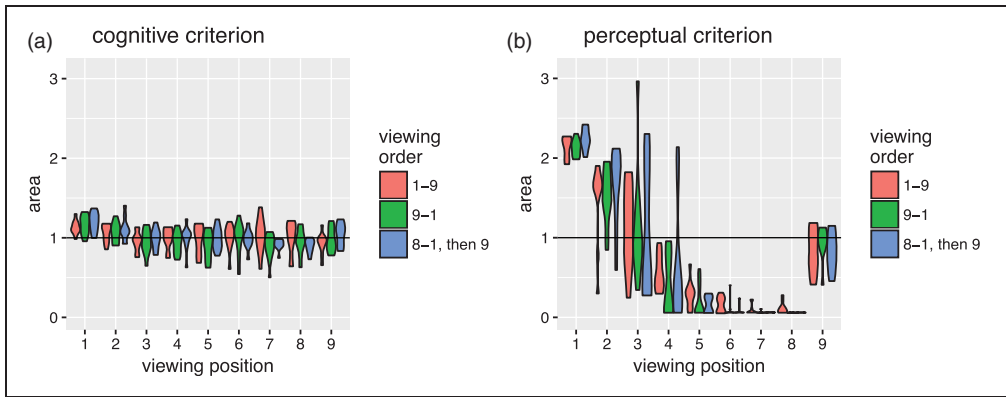 (a) cognitive criterion
area
3
2
1
0
1 2 3 4 5 6 7 8 9
viewing position
viewing
order
1–9
9–1
8–1, then 9
(b) perceptual criterion
area
3
2
1
0
1 2 3 4 5 6 7 8 9
viewing position
viewing
order
1–9
9–1
8–1, then 9